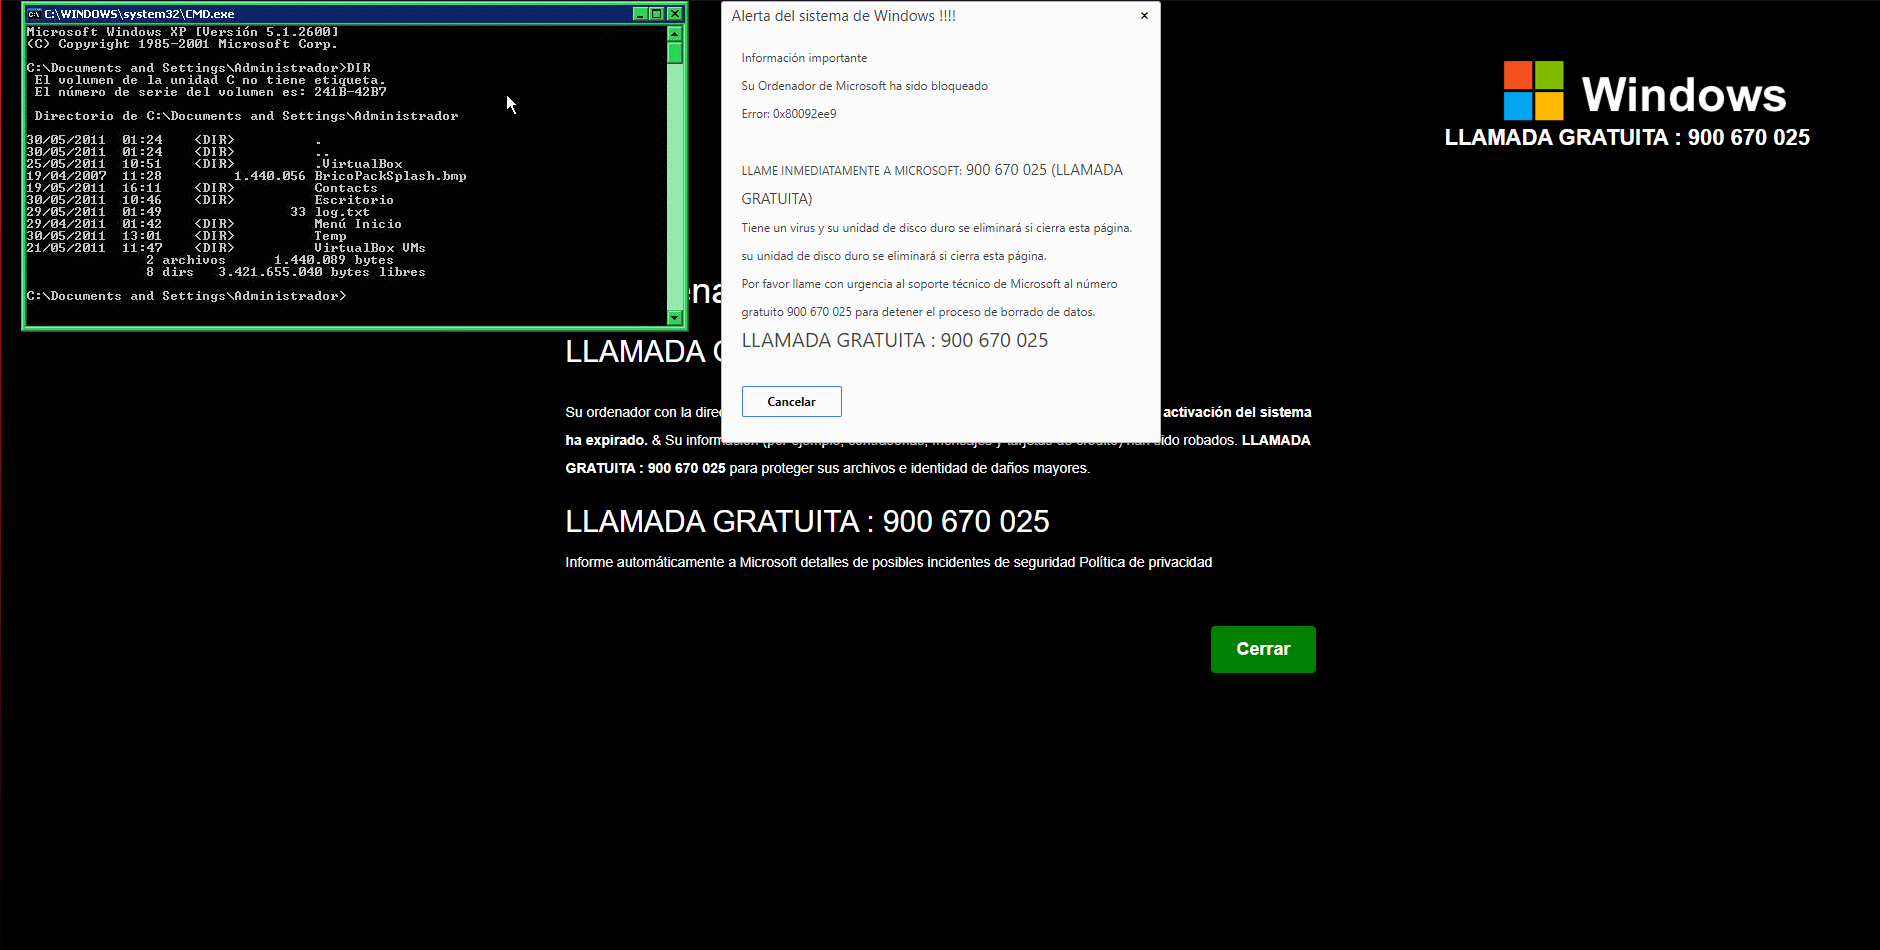 C:\WINDOWS\system32\CMD.exe
Microsoft Windows XP [Versión 5.1.2600]
(C) Copyright 1985-2001 Microsoft Corp.
C:\Documents and Settings\Administrador>DIR
El volumen de la unidad C no tiene etiqueta.
El número de serie del volumen es: 241B-42B7
Directorio de C:\Documents and Settings\Administrador
30/05/2011 01:24 <DIR> .
30/05/2011 01:24 <DIR> ..
25/05/2011 10:51 <DIR> .VirtualBox
19/04/2007 11:28 1.440.056 BricoPackSplash.bmp
19/05/2011 16:11 <DIR> Contacts
30/05/2011 10:46 <DIR> Escritorio
29/05/2011 01:49 33 log.txt
29/04/2011 01:42 <DIR> Menú Inicio
30/05/2011 13:01 <DIR> Temp
21/05/2011 11:47 <DIR> VirtualBox VMs
2 archivos 1.440.089 bytes
8 dirs 3.421.655.040 bytes libres
C:\Documents and Settings\Administrador>
Alerta del sistema de Windows !!!!
Información importante
Su Ordenador de Microsoft ha sido bloqueado
Error: 0x80092ee9
LLAME INMEDIATAMENTE A MICROSOFT: 900 670 025 (LLAMADA
GRATUITA)
Tiene un virus y su unidad de disco duro se eliminará si cierra esta página.
su unidad de disco duro se eliminará si cierra esta página.
Por favor llame con urgencia al soporte técnico de Microsoft al número
gratuito 900 670 025 para detener el proceso de borrado de datos.
LLAMADA GRATUITA : 900 670 025
Cancelar
Windows
LLAMADA GRATUITA : 900 670 025
LLAMADA
Su ordenador con la activación del sistema
ha expirado. & Su sido robados. LLAMADA
GRATUITA : 900 670 025 para proteger sus archivos e identidad de daños mayores.
LLAMADA GRATUITA : 900 670 025
Informe automáticamente a Microsoft detalles de posibles incidentes de seguridad Política de privacidad
Cerrar